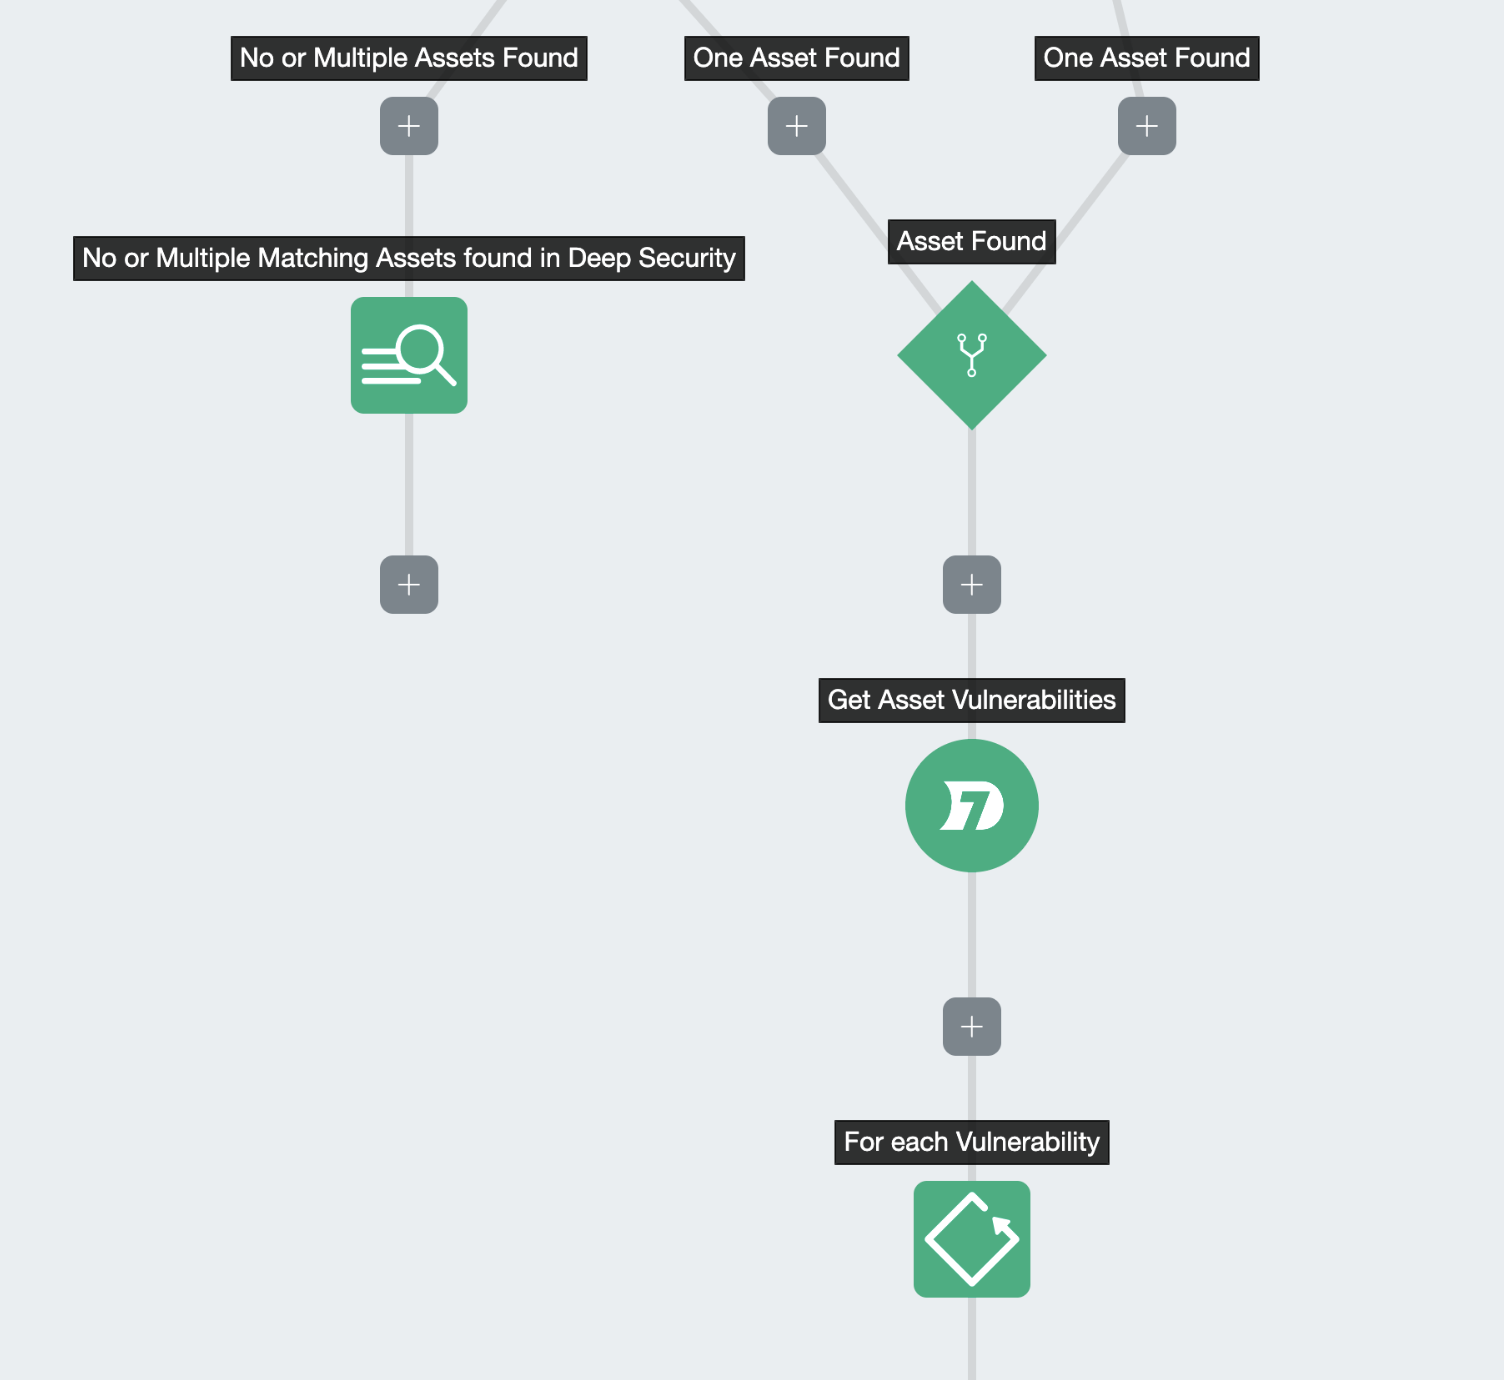 No or Multiple Assets Found
One Asset Found
One Asset Found
No or Multiple Matching Assets found in Deep Security
Asset Found
Get Asset Vulnerabilities
For each Vulnerability